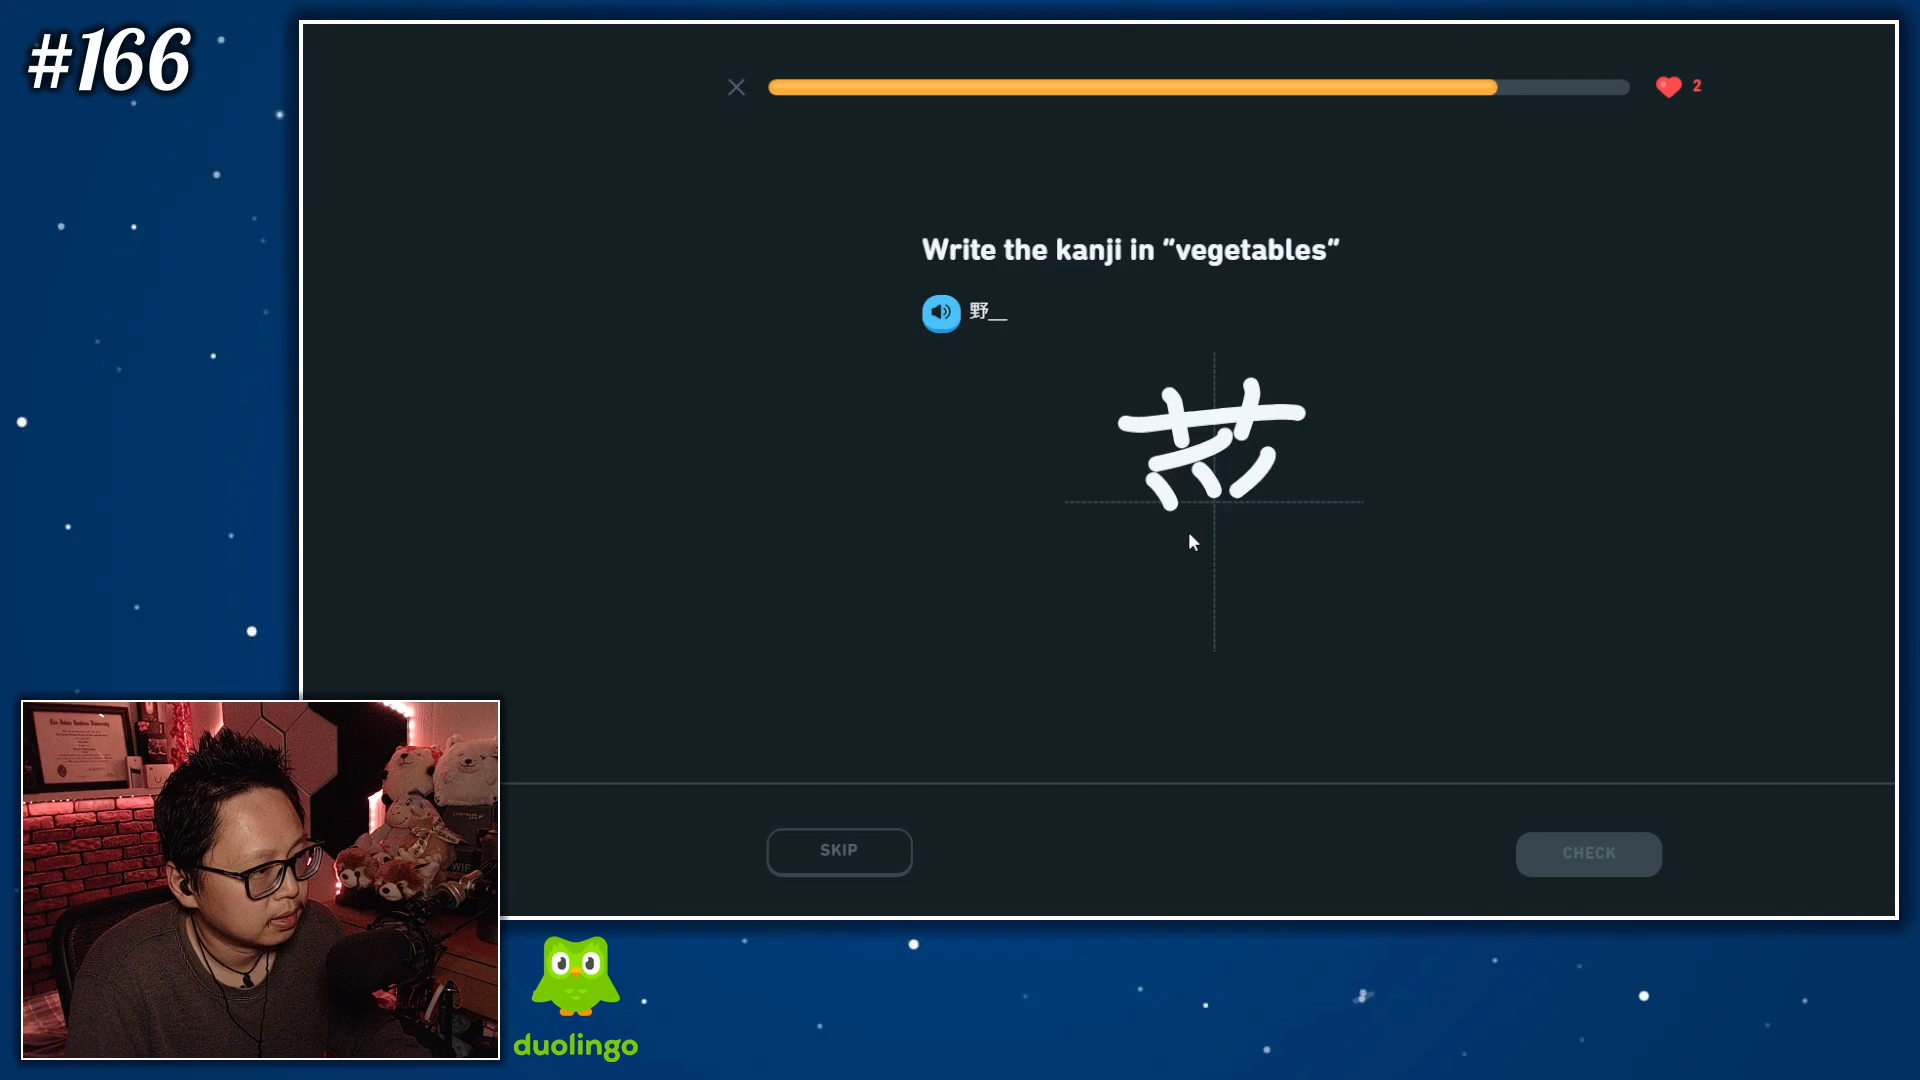 #166
2
Write the kanji in “vegetables”
野__
SKIP
CHECK
duolingo